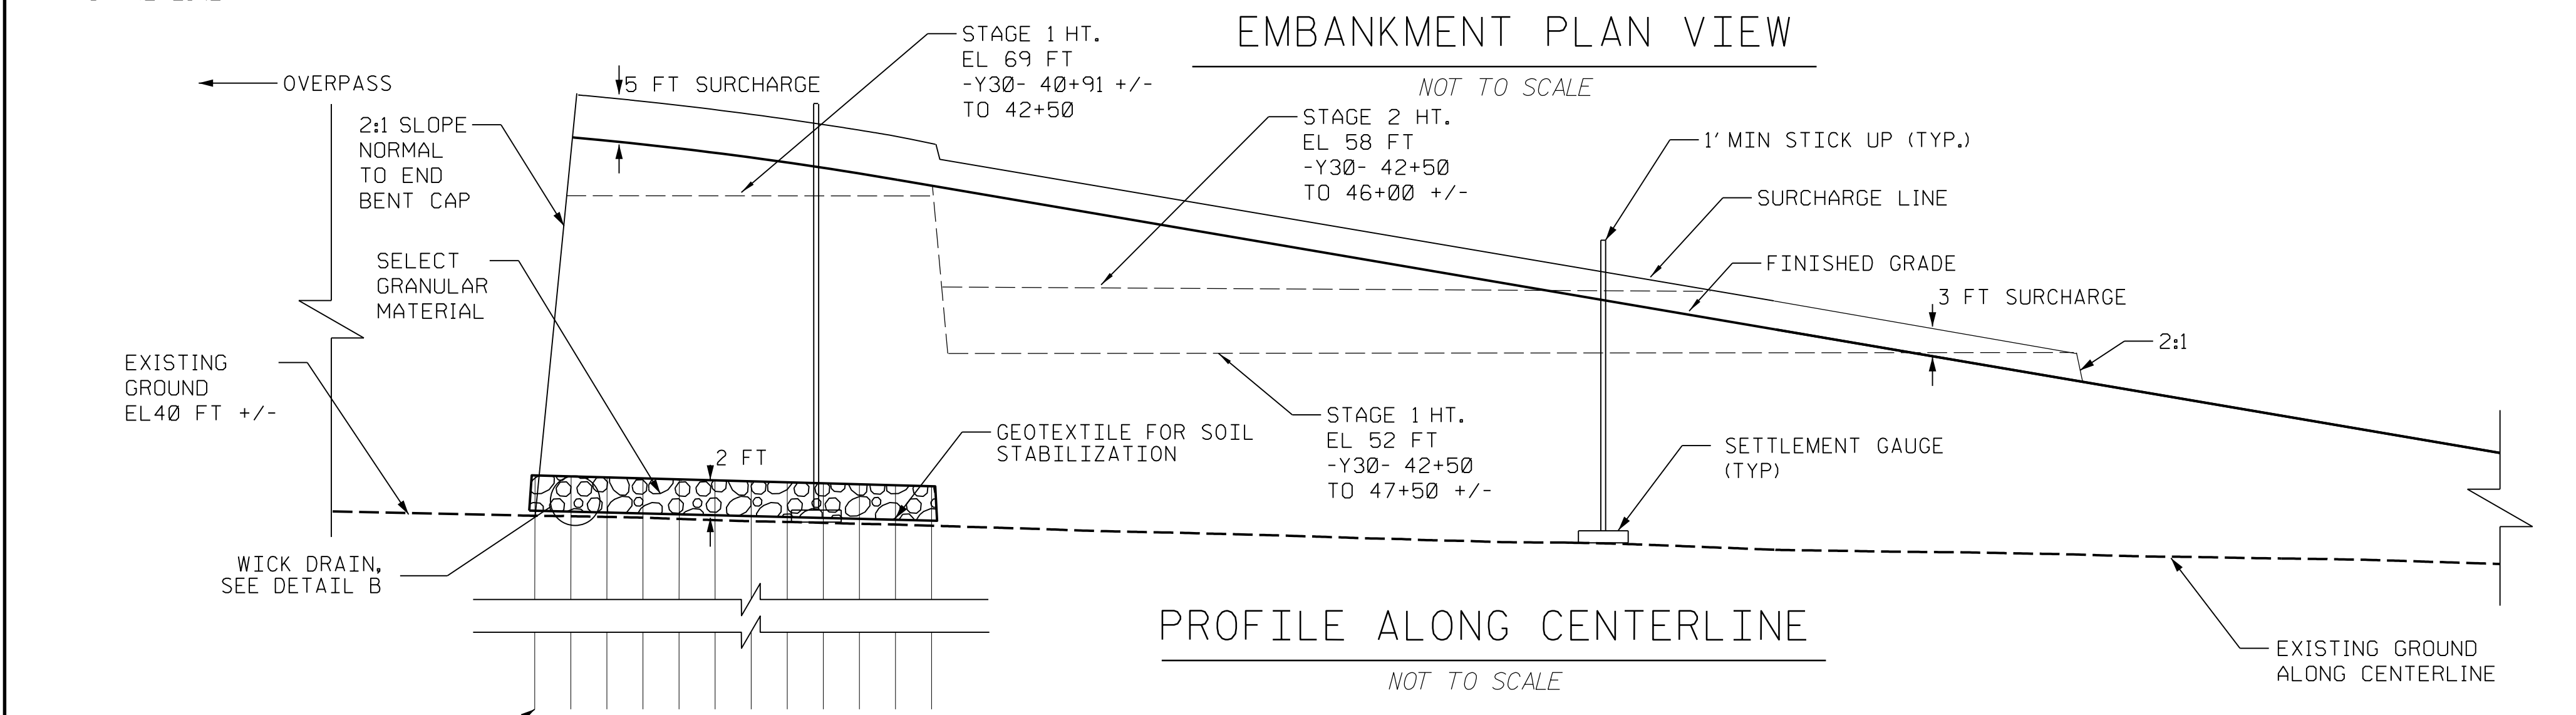 EMBANKMENT PLAN VIEW
NOT TO SCALE
OVERPASS
5 FT SURCHARGE
STAGE 1 HT.
EL 69 FT
-Y30- 40+91 +/-
TO 42+50
2:1 SLOPE
NORMAL
TO END
BENT CAP
STAGE 2 HT.
EL 58 FT
-Y30- 42+50
TO 46+00 +/-
1' MIN STICK UP (TYP.)
SURCHARGE LINE
FINISHED GRADE
3 FT SURCHARGE
2:1
SELECT
GRANULAR
MATERIAL
EXISTING
GROUND
EL40 FT +/-
2 FT
GEOTEXTILE FOR SOIL
STABILIZATION
STAGE 1 HT.
EL 52 FT
-Y30- 42+50
TO 47+50 +/-
SETTLEMENT GAUGE
(TYP)
WICK DRAIN,
SEE DETAIL B
PROFILE ALONG CENTERLINE
NOT TO SCALE
EXISTING GROUND
ALONG CENTERLINE